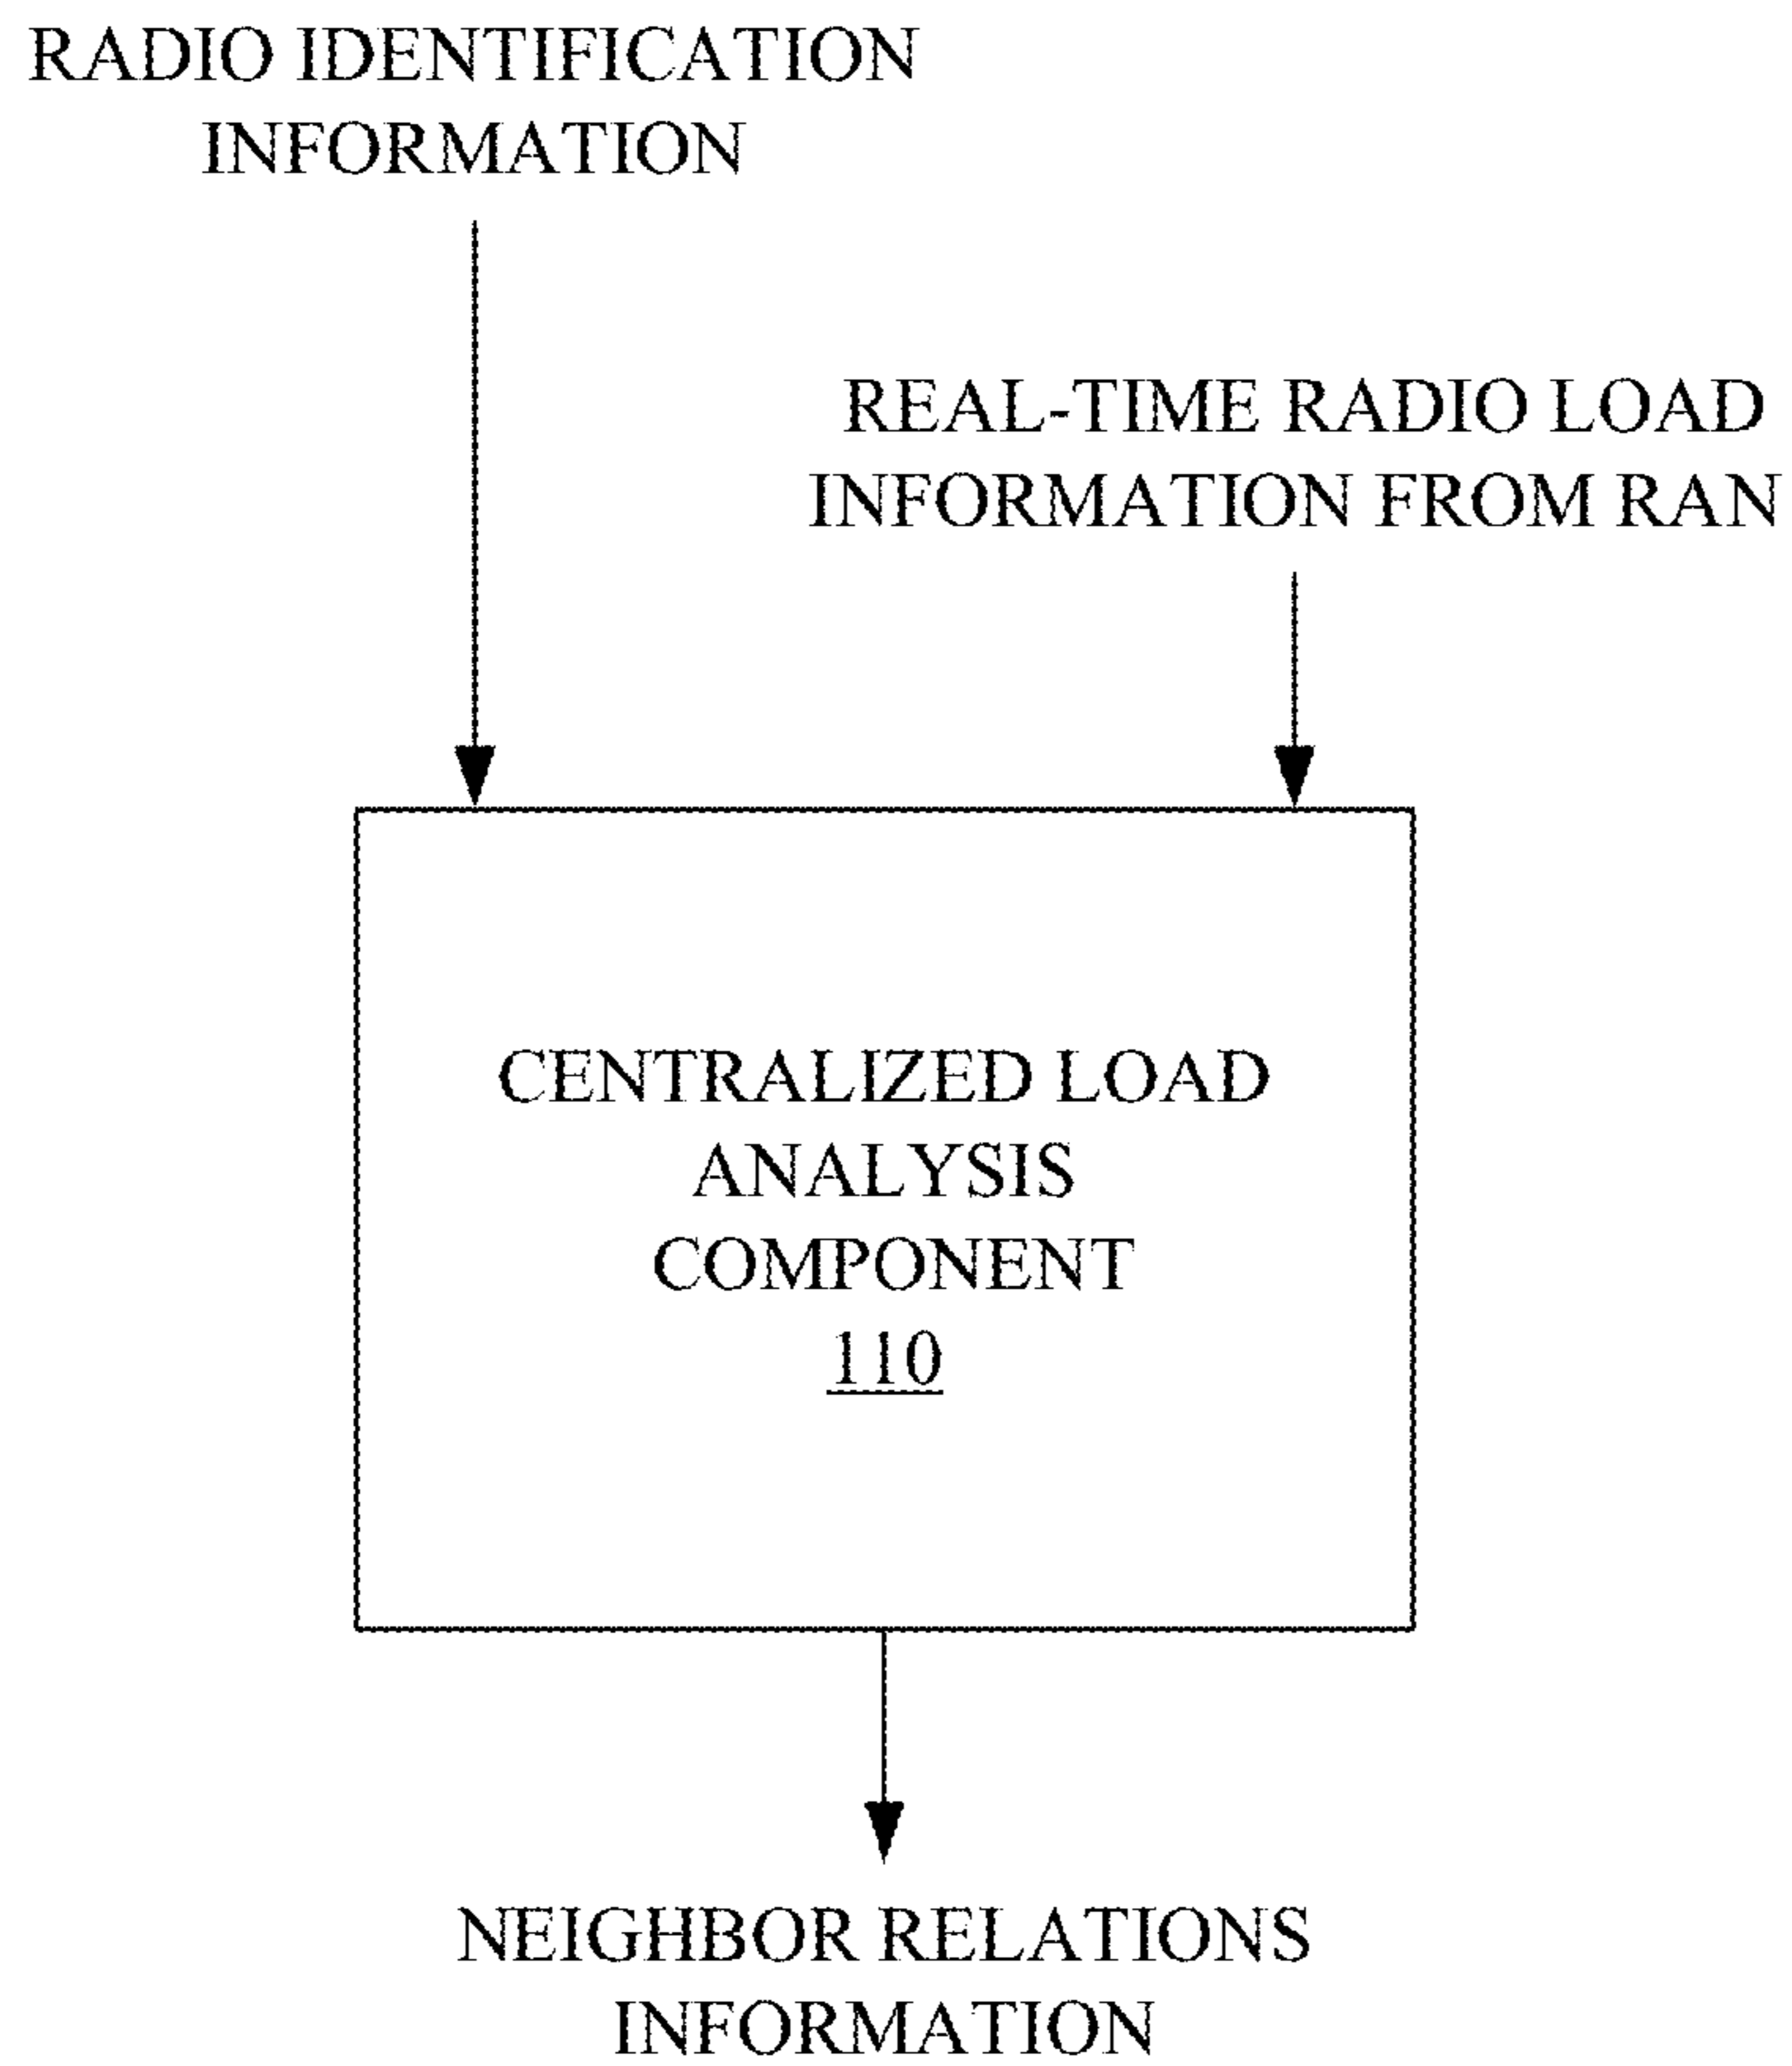 RADIO IDENTIFICATION
INFORMATION
REAL-TIME RADIO LOAD
INFORMATION FROM RAN
CENTRALIZED LOAD
ANALYSIS
COMPONENT
110
NEIGHBOR RELATIONS
INFORMATION